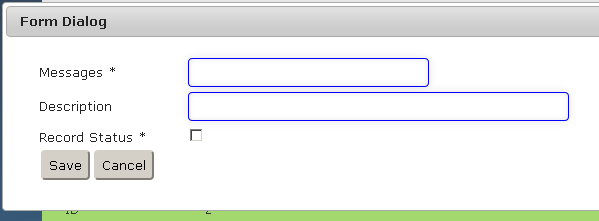 Form Dialog
Messages *
Description
Record Status *
Save Cancel